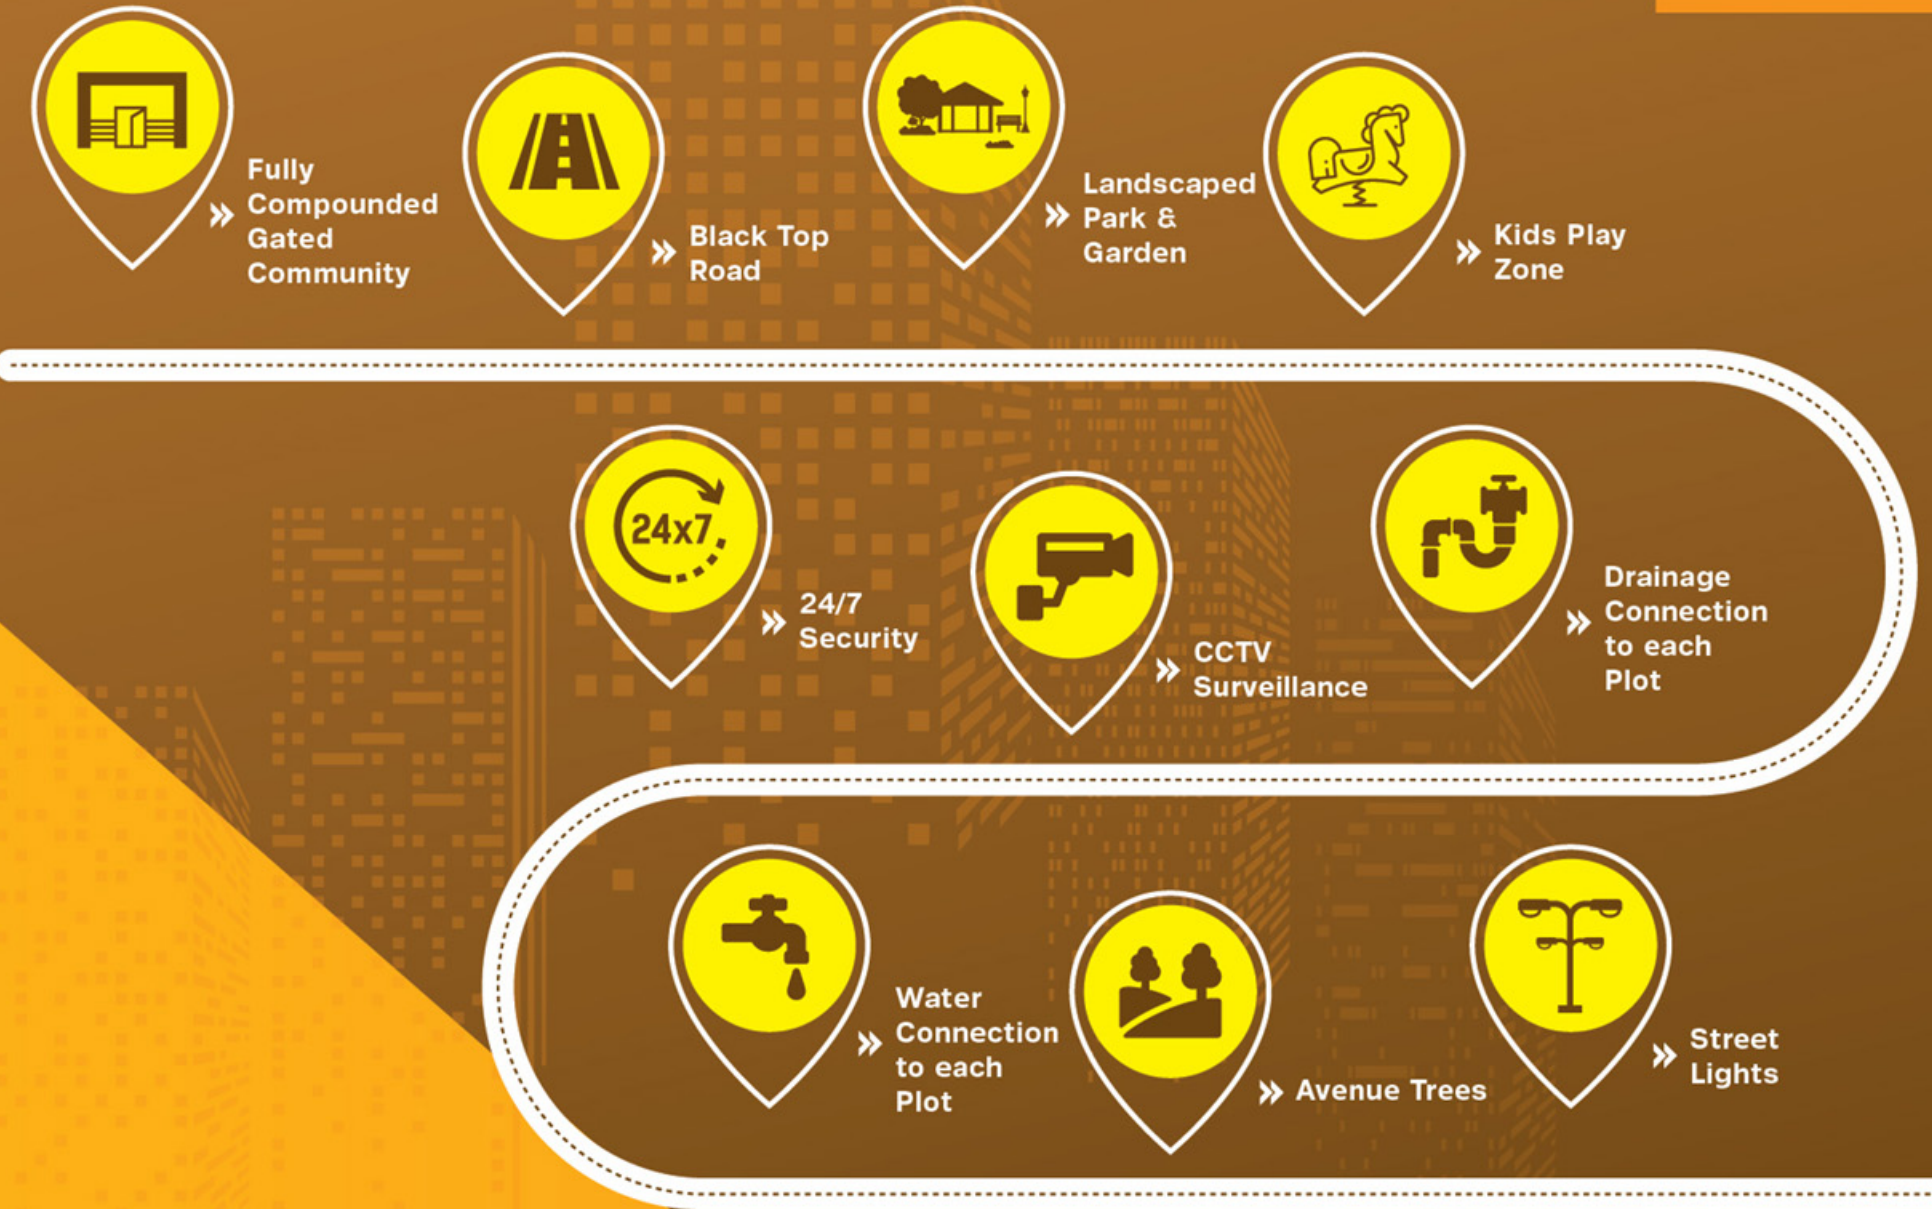 Fully
Compounded
Gated
Community
Black Top
Road
Landscaped
Park &
Garden
Kids Play
Zone
24x7
24/7
Security
CCTV
Surveillance
Drainage
Connection
to each
Plot
Water
Connection
to each
Plot
Avenue Trees
Street
Lights